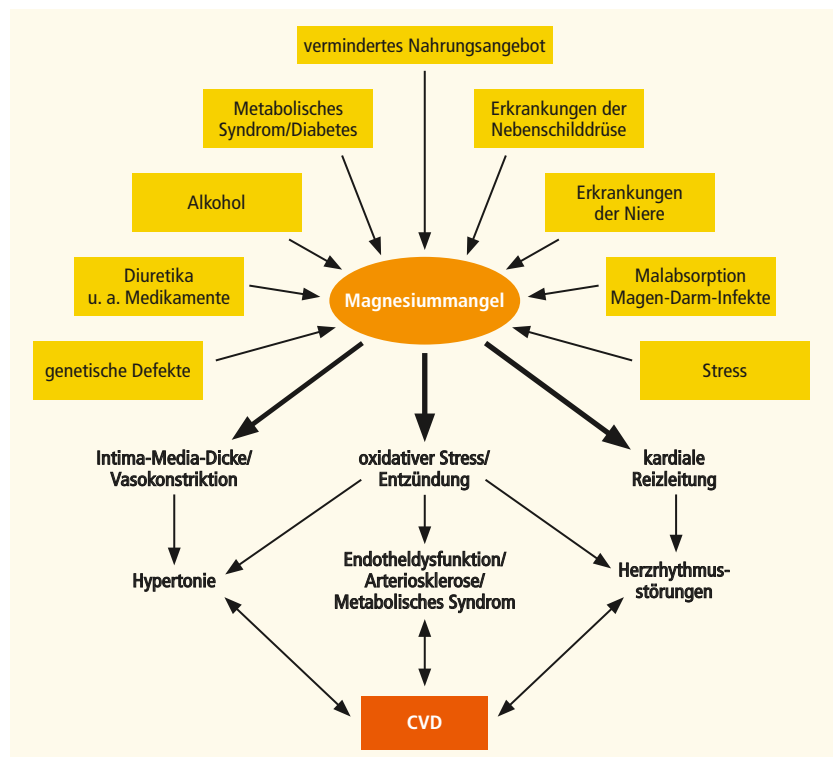 vermindertes Nahrungsangebot
Metabolisches
Syndrom/Diabetes
Erkrankungen der
Nebenschilddrüse
Alkohol
Erkrankungen
der Niere
Diuretika
u. a. Medikamente
Magnesiummangel
Malabsorption
Magen-Darm-Infekte
genetische Defekte
Stress
Intima-Media-Dicke/
Vasokonstriktion
oxidativer Stress/
Entzündung
kardiale
Reizleitung
Hypertonie
Endotheldysfunktion/
Arteriosklerose/
Metabolisches Syndrom
Herzrhythmus-
störungen
CVD